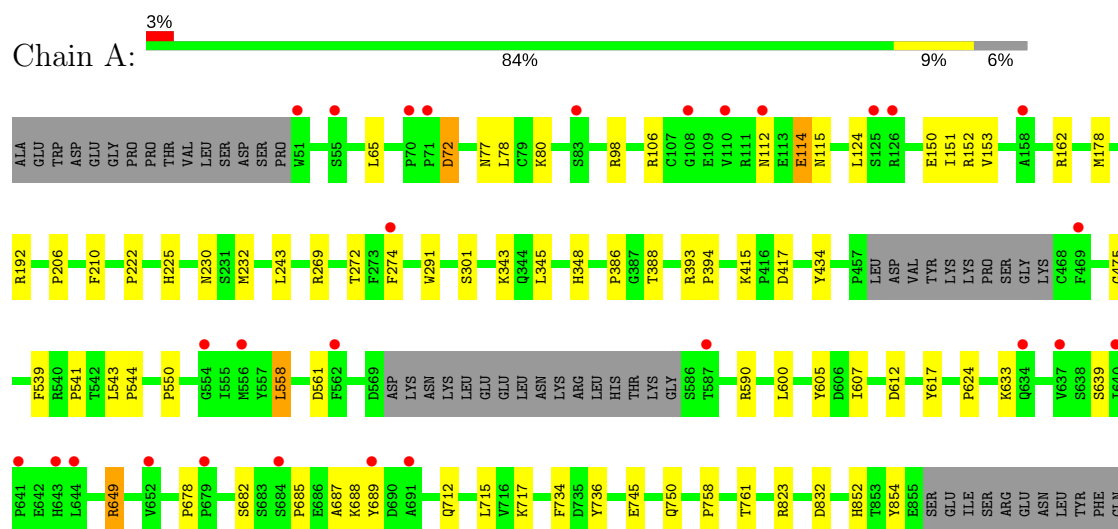 3%
Chain A:
84% 9% 6%
ALA GLU TRP ASP GLU GLY PRO PRO THR VAL LEU SER ASP SER PRO W51 S55 L65 P70 P71 D72 N77 L78 C79 K80 S83 R98 R106 C107 G108 E109 V110 R111 N112 E113 E114 N115 L124 S125 R126 E150 I151 R152 V153 A158 R162 M178
R192 P206 F210 P222 H225 N230 S231 M232 L243 R269 T272 F273 F274 W291 S301 K343 Q344 L345 H348 P386 G387 T388 R393 P394 K415 P416 D417 Y434 P457 LEU ASP VAL TYR LYS LYS PRO SER GLY LYS C468 F469
F539 R540 P541 T542 L543 P544 P550 G554 I555 M556 Y557 L558 D561 F562 D569 ASP LYS ASN LYS LEU GLU GLU LEU ASN LYS ARG LEU HIS THR LYS GLY S586 T587 R590 L600 Y605 D606 I607 D612 Y617 P624 K633 Q634 V637 S638 S639
P641 E642 H643 L644 R649 V652 P678 P679 S682 S683 S684 P685 E686 A687 K688 Y689 D690 A691 Q712 L715 V716 K717 F734 D735 Y736 E745 Q750 P758 T761 R823 D832 H852 T853 Y854 E855 SER GLU ILE SER ARG GLU ASN LEU TYR PHE